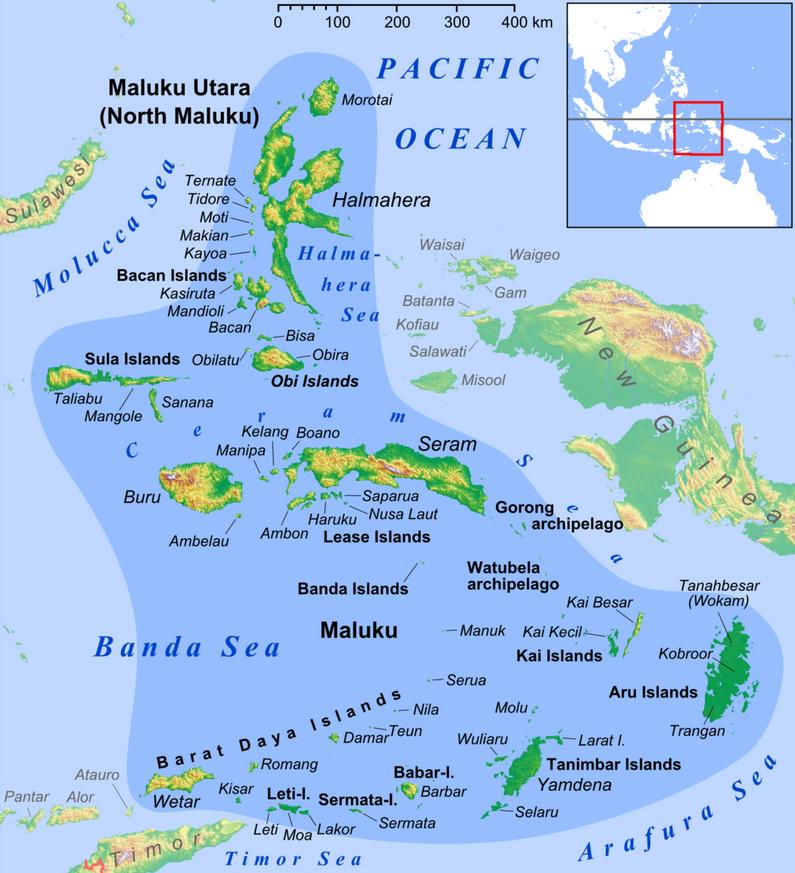 0 100 200 300 400 km
PACIFIC
OCEAN
Maluku Utara
(North Maluku)
Morotai
Sulawesi
Molucca Sea
Ternate
Tidore
Moti
Makian
Kayoa
Halmahera
Halma-
hera
Sea
Bacan Islands
Kasiruta
Mandioli
Bacan
Waisai
Waigeo
Gam
Batanta
Kofiau
Salawati
Misool
New Guinea
Bisa
Obilatu
Obira
Obi Islands
Sula Islands
Taliabu
Mangole
Sanana
Ceram Sea
Kelang
Boano
Manipa
Seram
Buru
Saparua
Nusa Laut
Haruku
Ambon
Lease Islands
Ambelau
Gorong
archipelago
Watubela
archipelago
Banda Islands
Banda Sea
Maluku
Manuk
Kai Besar
Kai Kecil
Kai Islands
Tanahbesar
(Wokam)
Kobroor
Aru Islands
Trangan
Serua
Nila
Teun
Damar
Barat Daya Islands
Molu
Wuliaru
Larat I.
Tanimbar Islands
Yamdena
Selaru
Romang
Wetar
Kisar
Leti-I.
Leti
Moa
Lakor
Sermata-I.
Sermata
Babar-I.
Barbar
Atauro
Pantar
Alor
Timor
Timor Sea
Arafura Sea